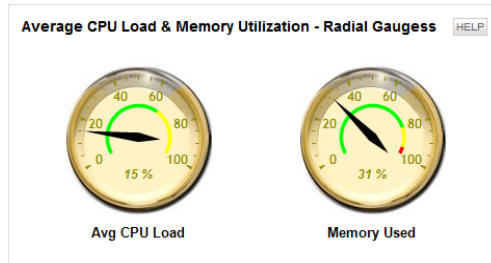 Average CPU Load & Memory Utilization - Radial Gaugess HELP
40 60
20 80
0 100
15 %
Avg CPU Load
40 60
20 80
0 100
31 %
Memory Used